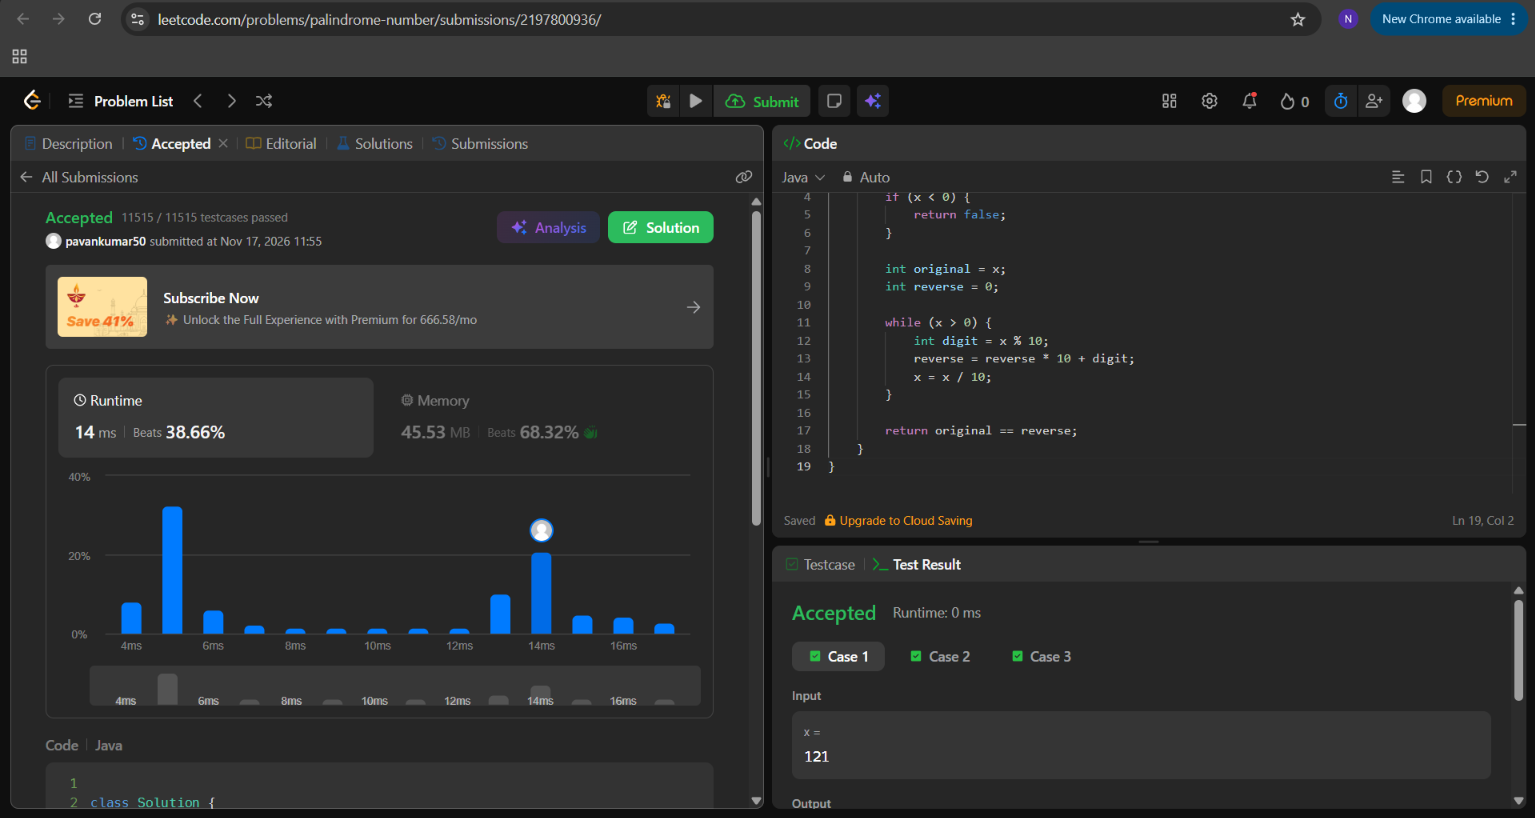 leetcode.com/problems/palindrome-number/submissions/2197800936/
N
New Chrome available
Problem List
Submit
0
Premium
Description
Accepted
Editorial
Solutions
Submissions
All Submissions
Accepted 11515 / 11515 testcases passed
pavankumar50 submitted at Nov 17, 2026 11:55
Analysis
Solution
Save 41%
Subscribe Now
✨ Unlock the Full Experience with Premium for 666.58/mo
Runtime
14 ms Beats 38.66%
Memory
45.53 MB Beats 68.32%
40%
20%
0%
4ms 6ms 8ms 10ms 12ms 14ms 16ms
4ms 6ms 8ms 10ms 12ms 14ms 16ms
Code Java
1
2 class Solution {
</> Code
Java Auto
4 if (x < 0) {
5 return false;
6 }
7
8 int original = x;
9 int reverse = 0;
10
11 while (x > 0) {
12 int digit = x % 10;
13 reverse = reverse * 10 + digit;
14 x = x / 10;
15 }
16
17 return original == reverse;
18 }
19 }
Saved Upgrade to Cloud Saving Ln 19, Col 2
Testcase
Test Result
Accepted Runtime: 0 ms
Case 1 Case 2 Case 3
Input
x =
121
Output